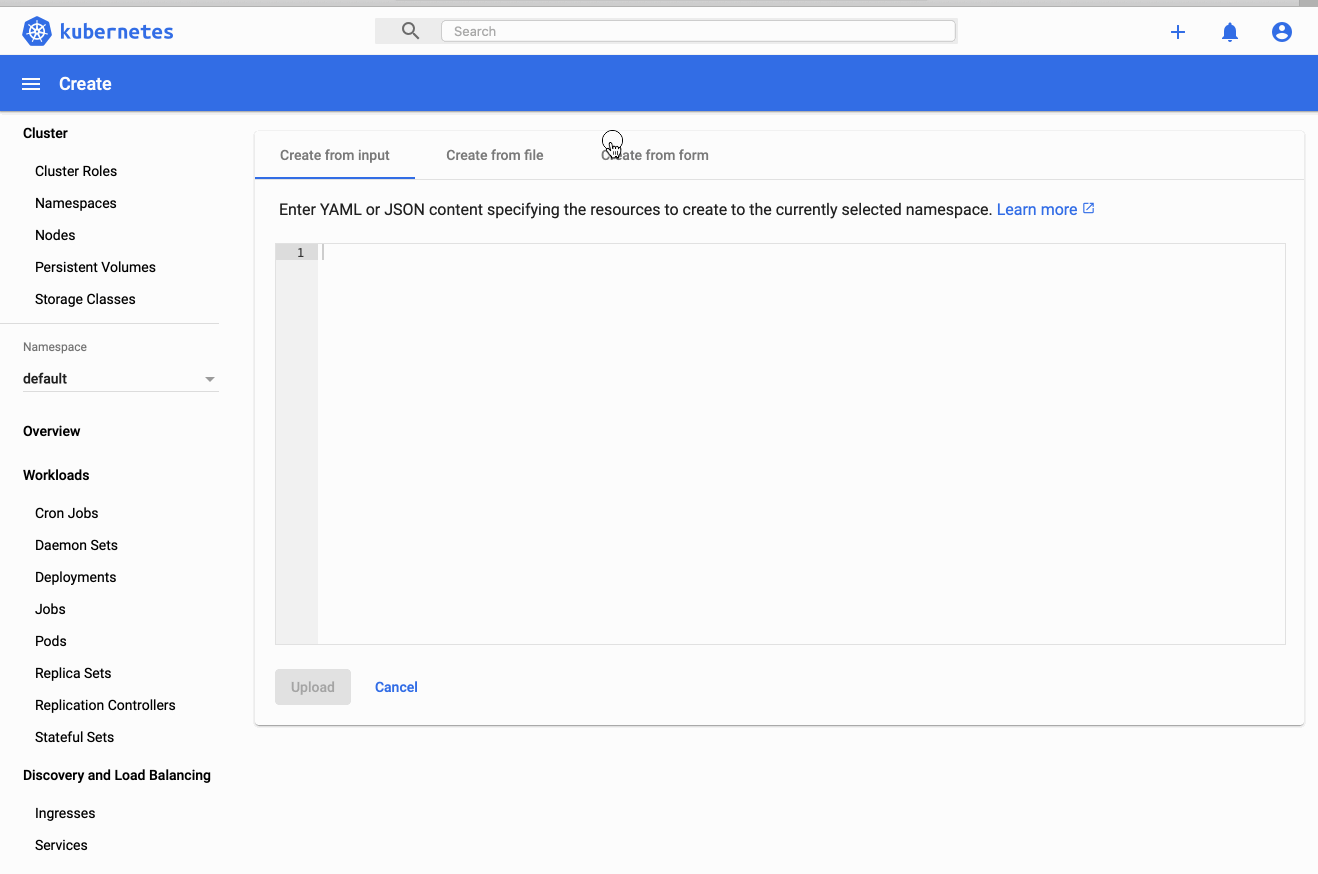 kubernetes
Search
Create
Cluster
Cluster Roles
Namespaces
Nodes
Persistent Volumes
Storage Classes
Namespace
default
Overview
Workloads
Cron Jobs
Daemon Sets
Deployments
Jobs
Pods
Replica Sets
Replication Controllers
Stateful Sets
Discovery and Load Balancing
Ingresses
Services
Create from input Create from file Create from form
Enter YAML or JSON content specifying the resources to create to the currently selected namespace. Learn more
1
Upload Cancel